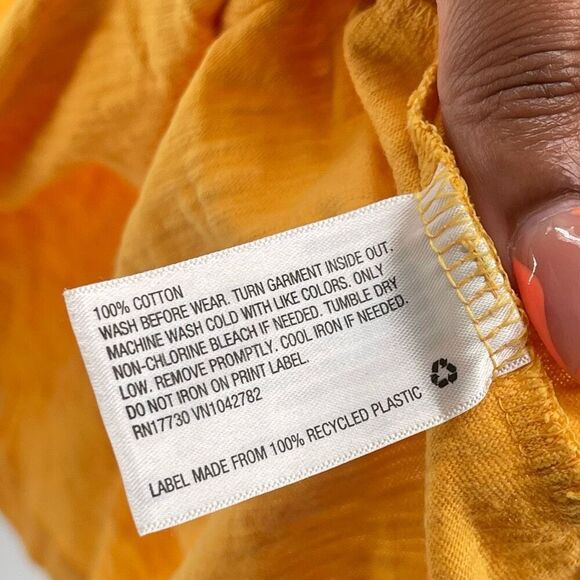 100% COTTON
WASH BEFORE WEAR. TURN GARMENT INSIDE OUT.
MACHINE WASH COLD WITH LIKE COLORS. ONLY
NON-CHLORINE BLEACH IF NEEDED. TUMBLE DRY
LOW. REMOVE PROMPTLY. COOL IRON IF NEEDED.
DO NOT IRON ON PRINT LABEL.
RN17730 VN1042782
LABEL MADE FROM 100% RECYCLED PLASTIC